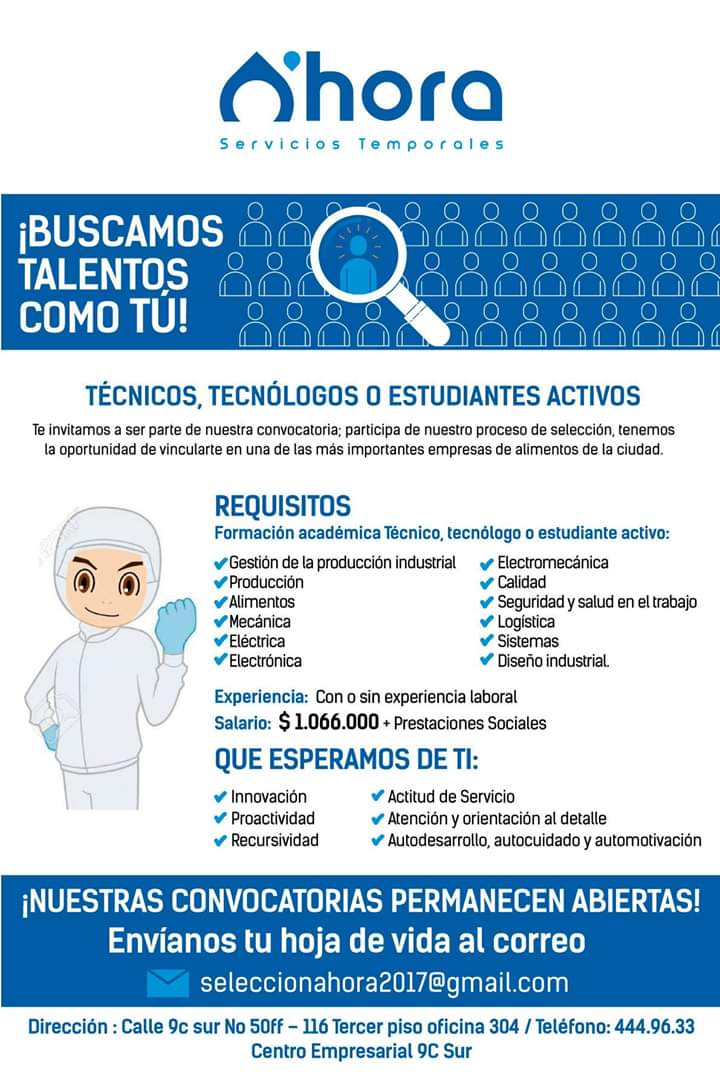 Ahora
Servicios Temporales
¡BUSCAMOS
TALENTOS
COMO TÚ!
TÉCNICOS, TECNÓLOGOS O ESTUDIANTES ACTIVOS
Te invitamos a ser parte de nuestra convocatoria; participa de nuestro proceso de selección, tenemos
la oportunidad de vincularte en una de las más importantes empresas de alimentos de la ciudad.
REQUISITOS
Formación académica Técnico, tecnólogo o estudiante activo:
Gestión de la producción industrial
Producción
Alimentos
Mecánica
Eléctrica
Electrónica
Electromecánica
Calidad
Seguridad y salud en el trabajo
Logística
Sistemas
Diseño industrial.
Experiencia: Con o sin experiencia laboral
Salario: $ 1.066.000 + Prestaciones Sociales
QUE ESPERAMOS DE TI:
Innovación
Proactividad
Recursividad
Actitud de Servicio
Atención y orientación al detalle
Autodesarrollo, autocuidado y automotivación
¡NUESTRAS CONVOCATORIAS PERMANECEN ABIERTAS!
Envíanos tu hoja de vida al correo
seleccionahora2017@gmail.com
Dirección : Calle 9c sur No 50ff – 116 Tercer piso oficina 304 / Teléfono: 444.96.33
Centro Empresarial 9C Sur